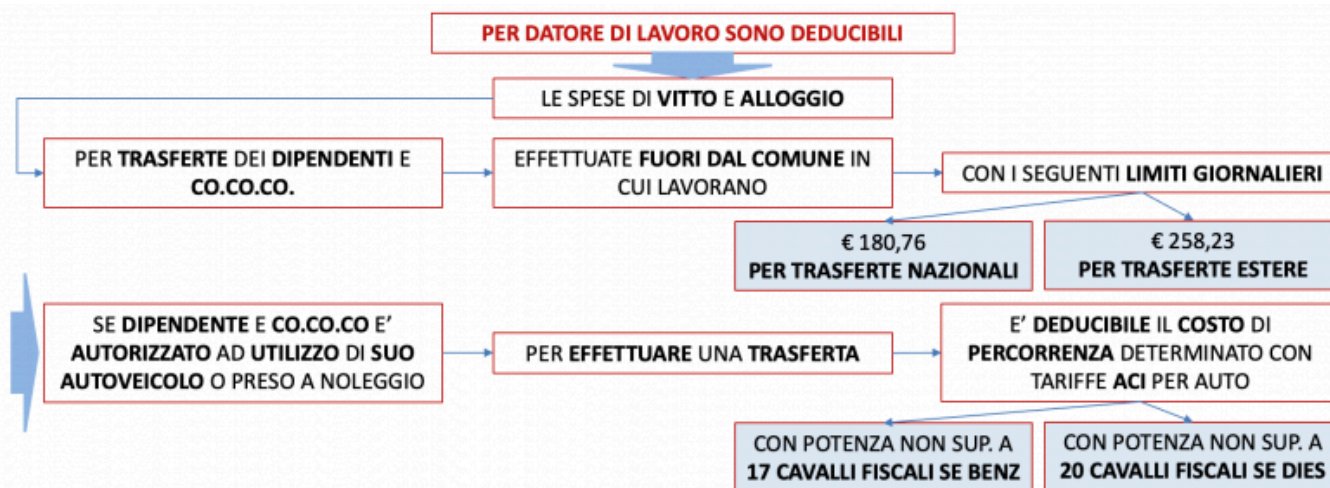 PER DATORE DI LAVORO SONO DEDUCIBILI
LE SPESE DI VITTO E ALLOGGIO
PER TRASFERTE DEI DIPENDENTI E
CO.CO.CO.
EFFETTUATE FUORI DAL COMUNE IN
CUI LAVORANO
CON I SEGUENTI LIMITI GIORNALIERI
€ 180,76
PER TRASFERTE NAZIONALI
€ 258,23
PER TRASFERTE ESTERE
SE DIPENDENTE E CO.CO.CO E'
AUTORIZZATO AD UTILIZZO DI SUO
AUTOVEICOLO O PRESO A NOLEGGIO
PER EFFETTUARE UNA TRASFERTA
E' DEDUCIBILE IL COSTO DI
PERCORRENZA DETERMINATO CON
TARIFFE ACI PER AUTO
CON POTENZA NON SUP. A
17 CAVALLI FISCALI SE BENZ
CON POTENZA NON SUP. A
20 CAVALLI FISCALI SE DIES